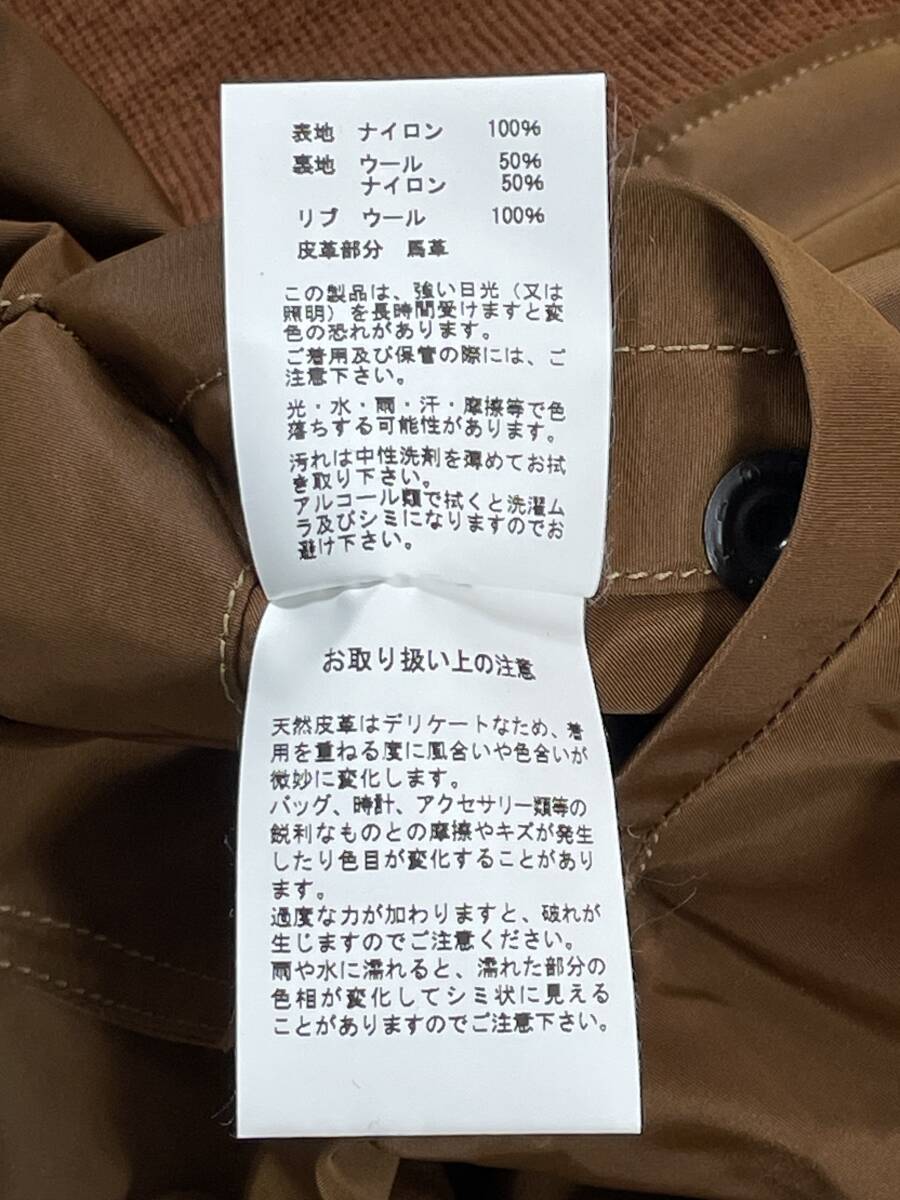 表地 ナイロン 100%
裏地 ウール 50%
ナイロン 50%
リブ ウール 100%
皮革部分 馬革
この製品は、強い日光（又は
照明）を長時間受けますと変
色の恐れがあります。
ご着用及び保管の際には、ご
注意下さい。
光・水・雨・汗・摩擦等で色
落ちする可能性があります。
汚れは中性洗剤を薄めてお拭
き取り下さい。
アルコール類で拭くと洗濯ム
ラ及びシミになりますのでお
避け下さい。
お取り扱い上の注意
天然皮革はデリケートなため、着
用を重ねる度に風合いや色合いが
微妙に変化します。
バッグ、時計、アクセサリー類等の
鋭利なものとの摩擦やキズが発生
したり色目が変化することがあり
ます。
過度な力が加わりますと、破れが
生じますのでご注意ください。
雨や水に濡れると、濡れた部分の
色相が変化してシミ状に見える
ことがありますのでご注意下さい。